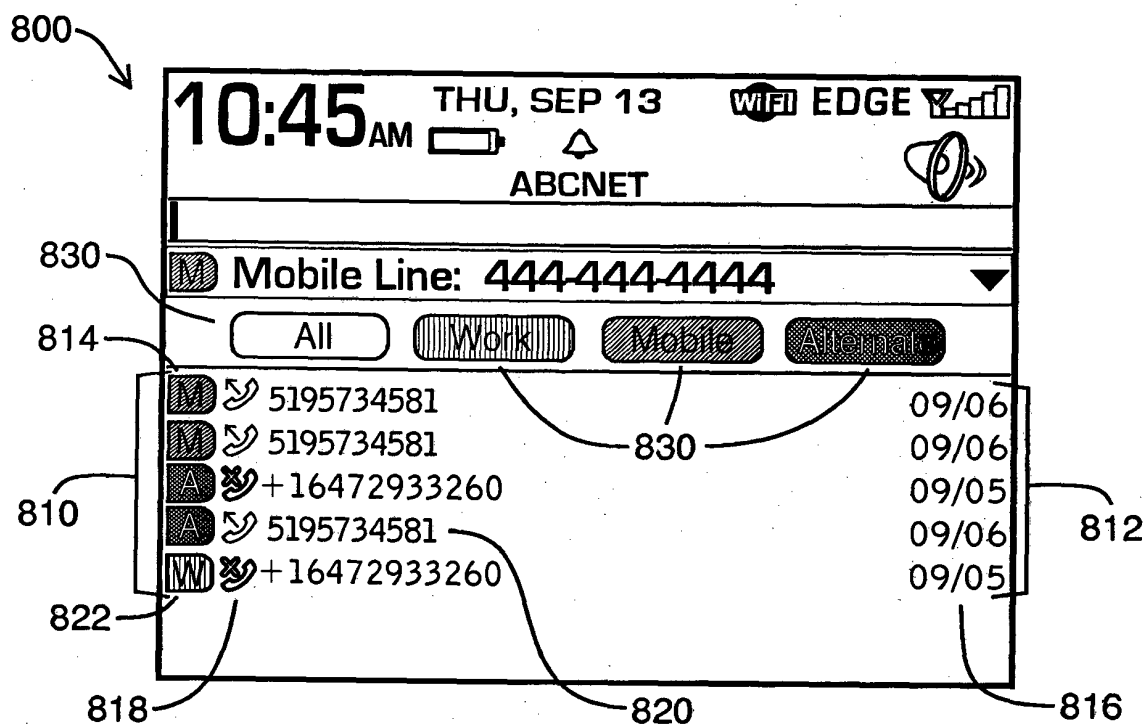 800
10:45 AM THU, SEP 13 WiFi EDGE
ABCNET
830
M Mobile Line: 444-444-4444
All Work Mobile Alternate
814
M 5195734581 09/06
M 5195734581 09/06
830
A +16472933260 09/05
810 812
A 5195734581 09/06
W +16472933260 09/05
822
818 820 816